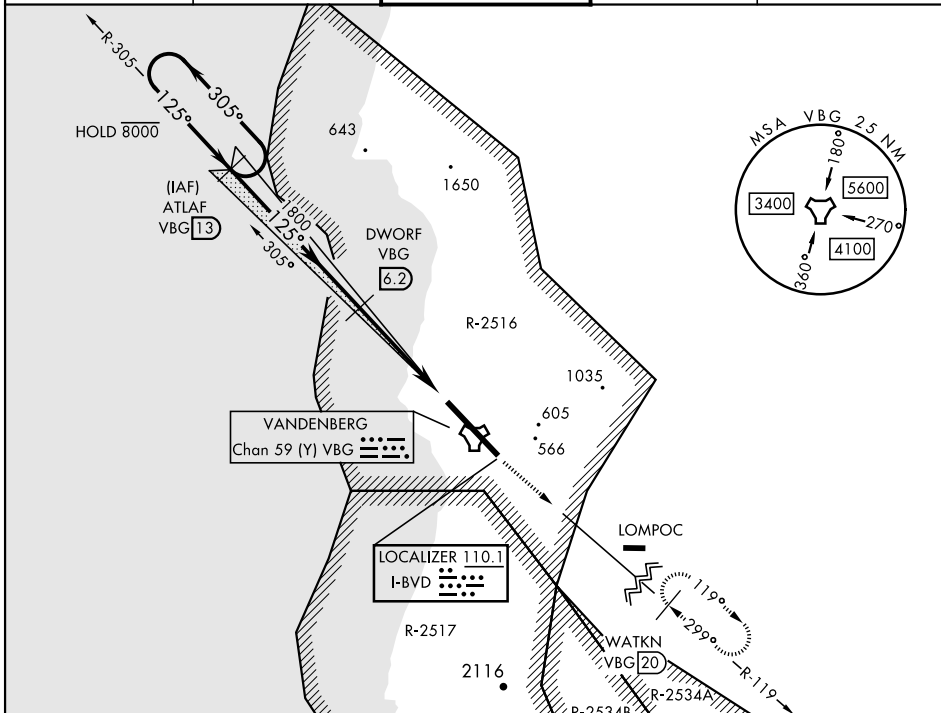 R-305
125°
305°
HOLD 8000
643
1650
(IAF)
ATLAF
VBG 13
800
125°
305°
DWORF
VBG
6.2
MSA VBG 25 NM
180°
3400
5600
270°
4100
360°
R-2516
1035
605
566
VANDENBERG
Chan 59 (Y) VBG
LOCALIZER 110.1
I-BVD
LOMPOC
119°
299°
R-119
WATKN
VBG 20
R-2517
2116
R-2534A
R-2534B